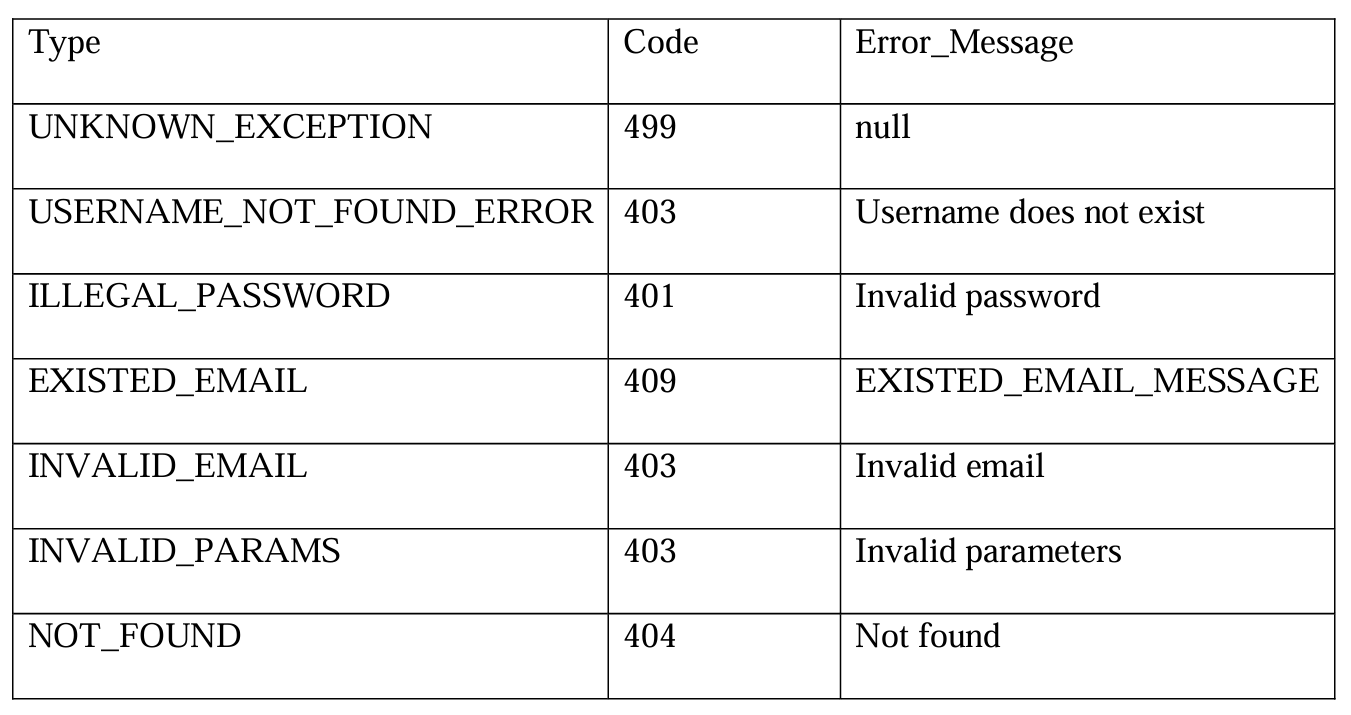 Type Code Error_Message
UNKNOWN_EXCEPTION 499 null
USERNAME_NOT_FOUND_ERROR 403 Username does not exist
ILLEGAL_PASSWORD 401 Invalid password
EXISTED_EMAIL 409 EXISTED_EMAIL_MESSAGE
INVALID_EMAIL 403 Invalid email
INVALID_PARAMS 403 Invalid parameters
NOT_FOUND 404 Not found